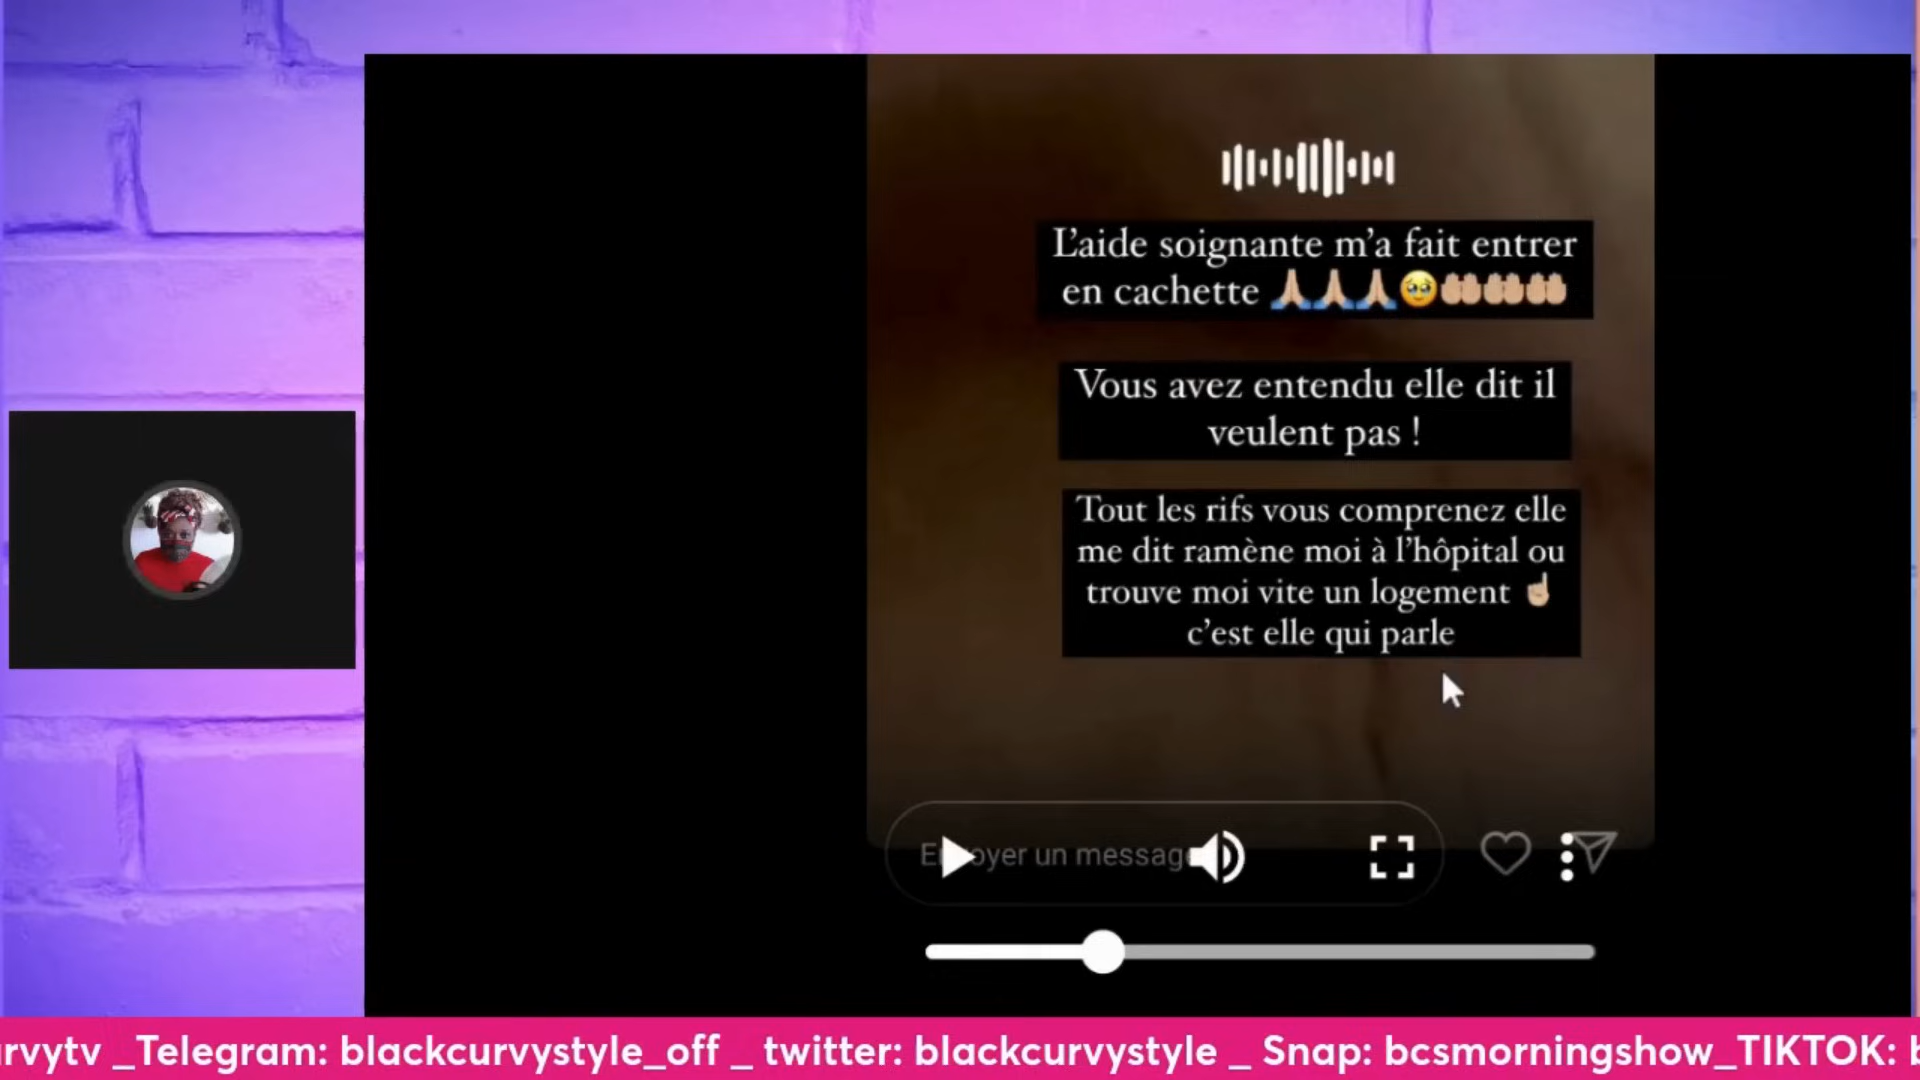 L'aide soignante m'a fait entrer
en cachette 🙏🏼🙏🏼🙏🏼🥹🤲🏼🤲🏼🤲🏼
Vous avez entendu elle dit il
veulent pas !
Tout les rifs vous comprenez elle
me dit ramène moi à l'hôpital ou
trouve moi vite un logement ☝🏼
c'est elle qui parle
Envoyer un message
rvytv _Telegram: blackcurvystyle_off _ twitter: blackcurvystyle _ Snap: bcsmorningshow_TIKTOK: b